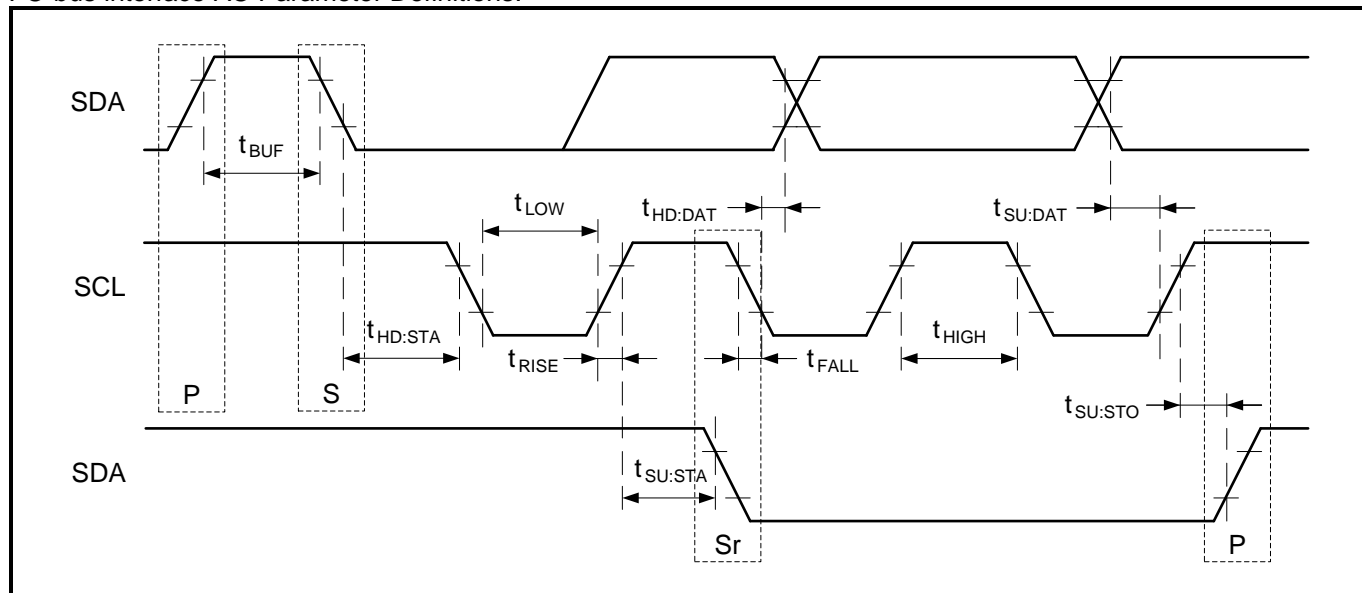 SDA
tBUF
tLOW
tHD:DAT
tSU:DAT
SCL
tHD:STA
tRISE
tFALL
tHIGH
P
S
tSU:STO
SDA
tSU:STA
Sr
P